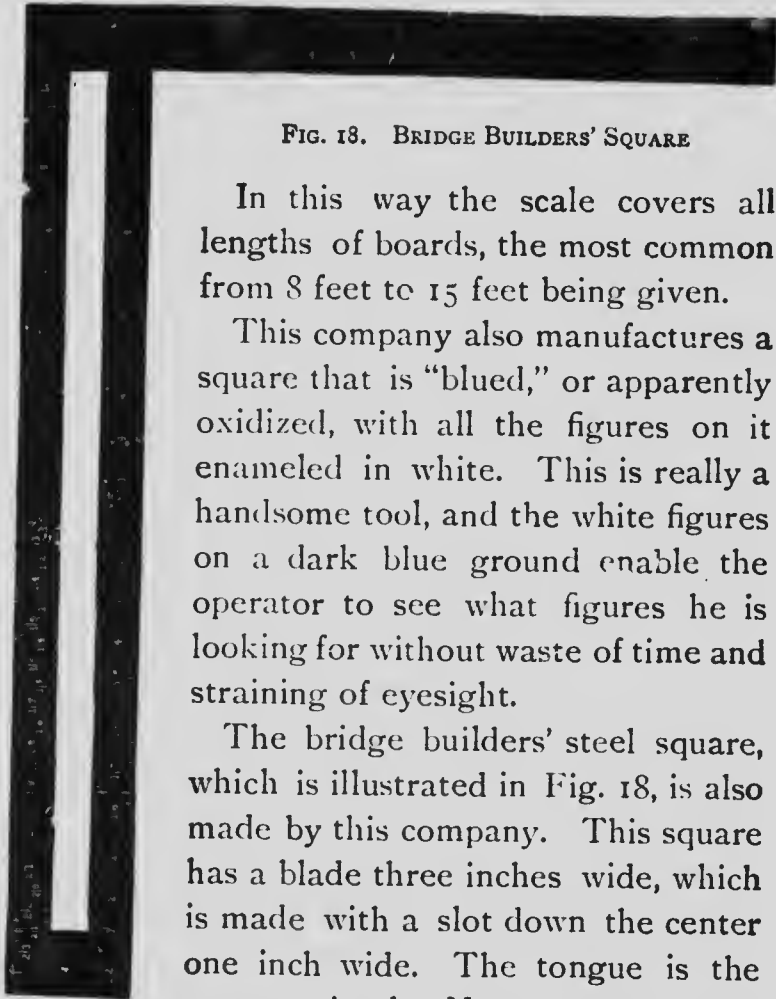 FIG. 18. BRIDGE BUILDERS' SQUARE
In this way the scale covers all
lengths of boards, the most common
from 8 feet to 15 feet being given.
This company also manufactures a
square that is "blued," or apparently
oxidized, with all the figures on it
enameled in white. This is really a
handsome tool, and the white figures
on a dark blue ground enable the
operator to see what figures he is
looking for without waste of time and
straining of eyesight.
The bridge builders' steel square,
which is illustrated in Fig. 18, is also
made by this company. This square
has a blade three inches wide, which
is made with a slot down the center
one inch wide. The tongue is the